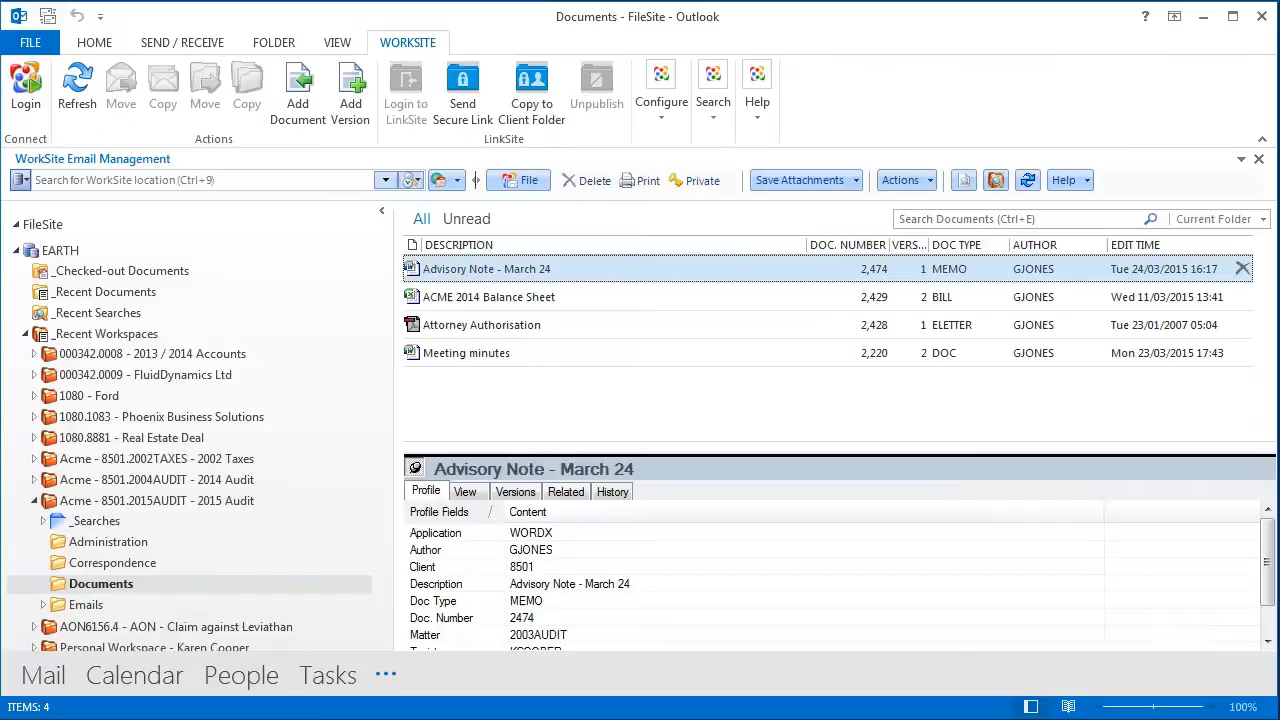 Documents - FileSite - Outlook
?
FILE HOME SEND / RECEIVE FOLDER VIEW WORKSITE
Login Refresh Move Copy Move Copy Add Document Add Version Login to LinkSite Send Secure Link Copy to Client Folder Unpublish Configure Search Help
Connect Actions LinkSite
WorkSite Email Management
Search for WorkSite location (Ctrl+9) File Delete Print Private Save Attachments Actions Help
FileSite
EARTH
_Checked-out Documents
_Recent Documents
_Recent Searches
_Recent Workspaces
000342.0008 - 2013 / 2014 Accounts
000342.0009 - FluidDynamics Ltd
1080 - Ford
1080.1083 - Phoenix Business Solutions
1080.8881 - Real Estate Deal
Acme - 8501.2002TAXES - 2002 Taxes
Acme - 8501.2004AUDIT - 2014 Audit
Acme - 8501.2015AUDIT - 2015 Audit
_Searches
Administration
Correspondence
Documents
Emails
AON6156.4 - AON - Claim against Leviathan
Personal Workspace - Karen Cooper
All Unread Search Documents (Ctrl+E) Current Folder
DESCRIPTION DOC. NUMBER VERS... DOC TYPE AUTHOR EDIT TIME
Advisory Note - March 24 2,474 1 MEMO GJONES Tue 24/03/2015 16:17
ACME 2014 Balance Sheet 2,429 2 BILL GJONES Wed 11/03/2015 13:41
Attorney Authorisation 2,428 1 ELETTER GJONES Tue 23/01/2007 05:04
Meeting minutes 2,220 2 DOC GJONES Mon 23/03/2015 17:43
Advisory Note - March 24
Profile View Versions Related History
Profile Fields / Content
Application WORDX
Author GJONES
Client 8501
Description Advisory Note - March 24
Doc Type MEMO
Doc. Number 2474
Matter 2003AUDIT
KCOOPER
Mail Calendar People Tasks •••
ITEMS: 4 100%